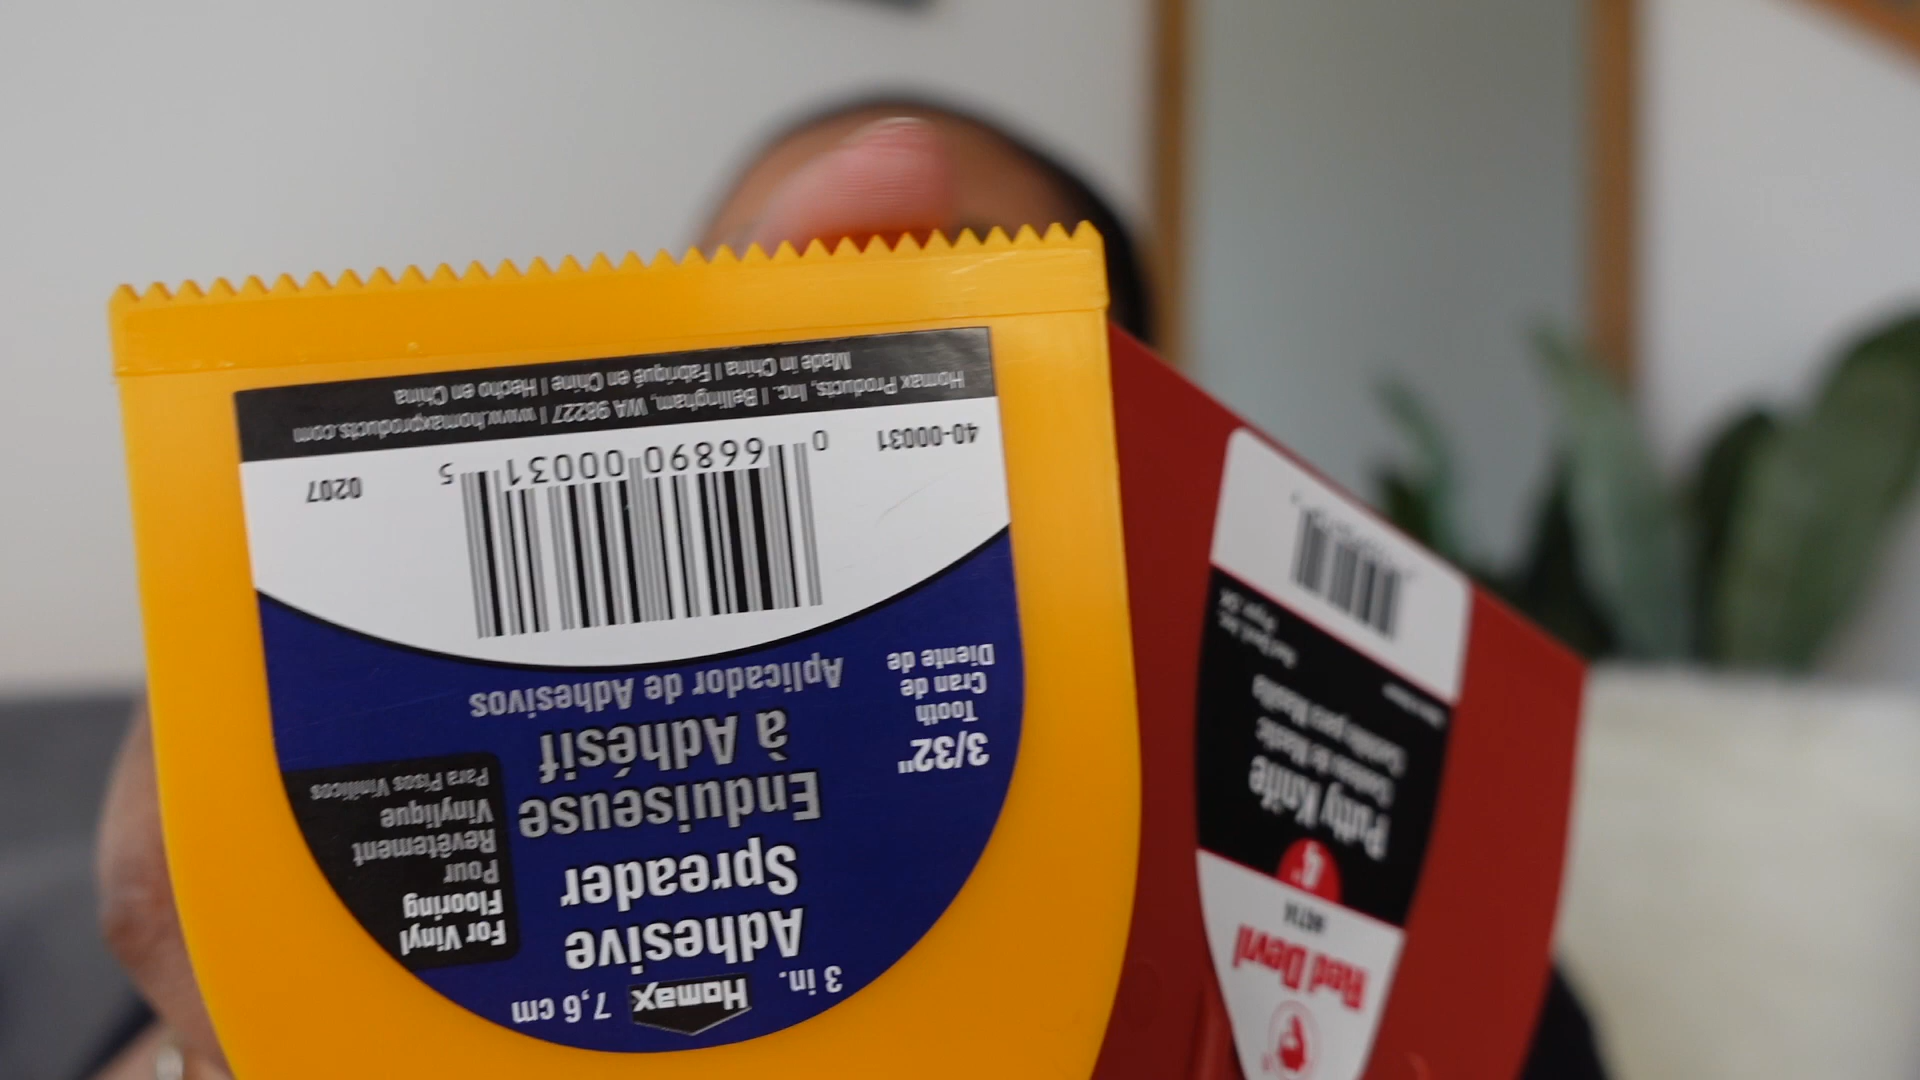 3 in.
Homax
7,6 cm
Adhesive
Spreader
Enduiseuse
à Adhésif
Aplicador de Adhesivos
For Vinyl
Flooring
Pour
Revêtement
Vinylique
Para Pisos Vinílicos
3/32"
Tooth
Cran de
Diente de
0 66890 00031 5
40-00031
0207
Homax Products, Inc. | Bellingham, WA 98227 | www.homaxproducts.com
Made in China | Fabriqué en Chine | Hecho en China
Red Devil
4"
Putty Knife